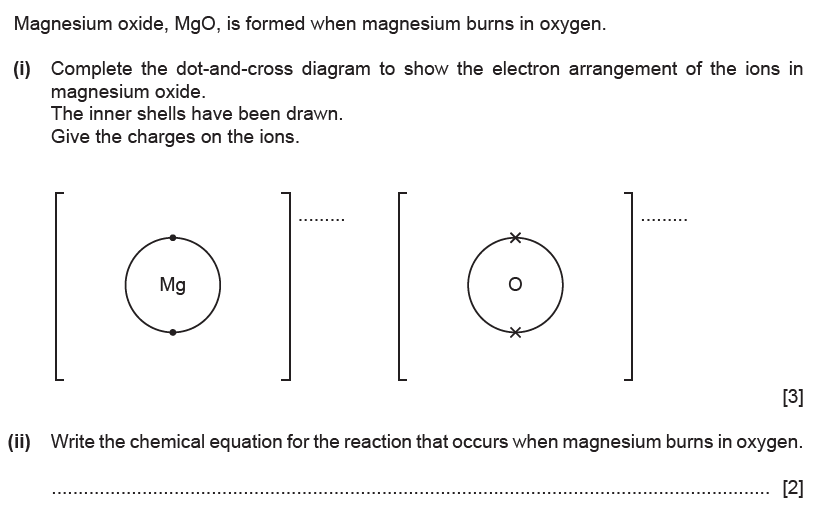 Magnesium oxide, MgO, is formed when magnesium burns in oxygen.
(i) Complete the dot-and-cross diagram to show the electron arrangement of the ions in
magnesium oxide.
The inner shells have been drawn.
Give the charges on the ions.
Mg
O
[3]
(ii) Write the chemical equation for the reaction that occurs when magnesium burns in oxygen.
[2]